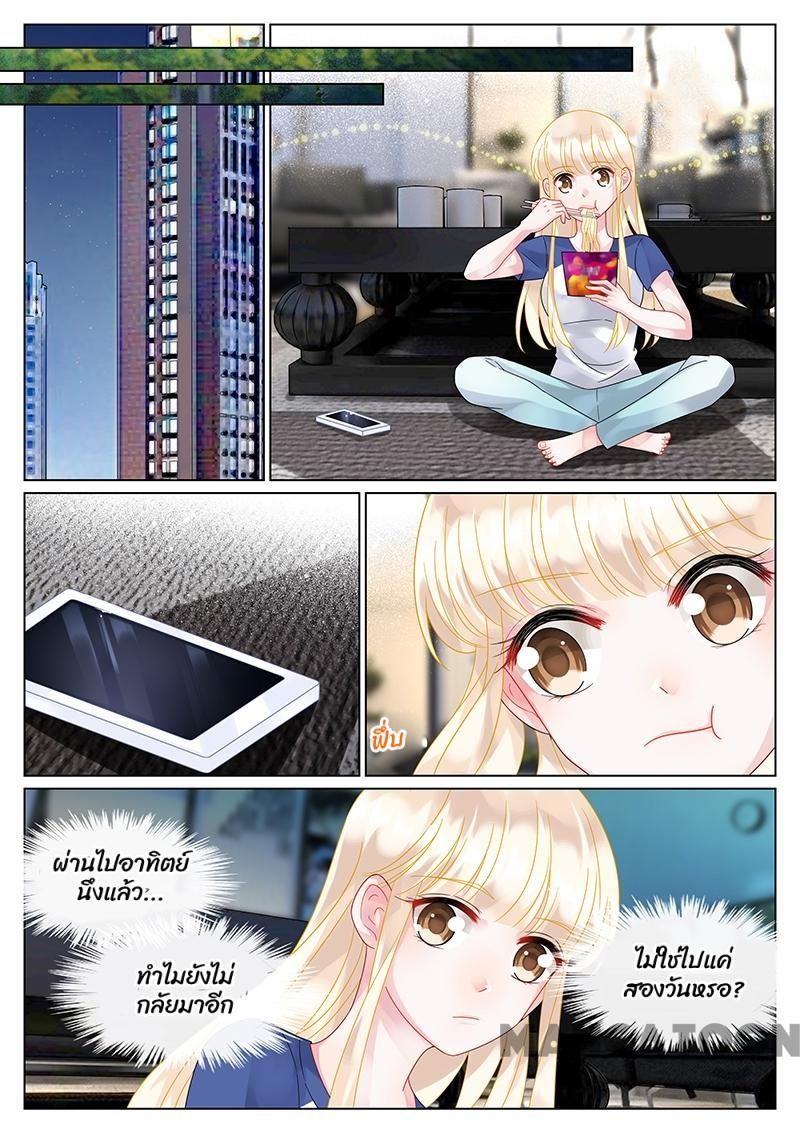 ฟึ่บ
ผ่านไปอาทิตย์
นึงแล้ว...
ทำไมยังไม่
กลัยมาอีก
ไม่ใช่ไปแค่
สองวันหรอ?
MANGATOON